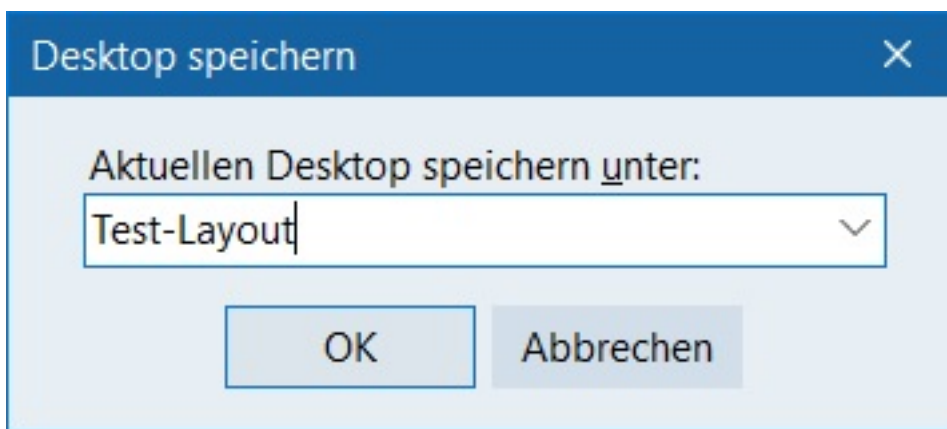 Desktop speichern
Aktuellen Desktop speichern unter:
Test-Layout
OK
Abbrechen